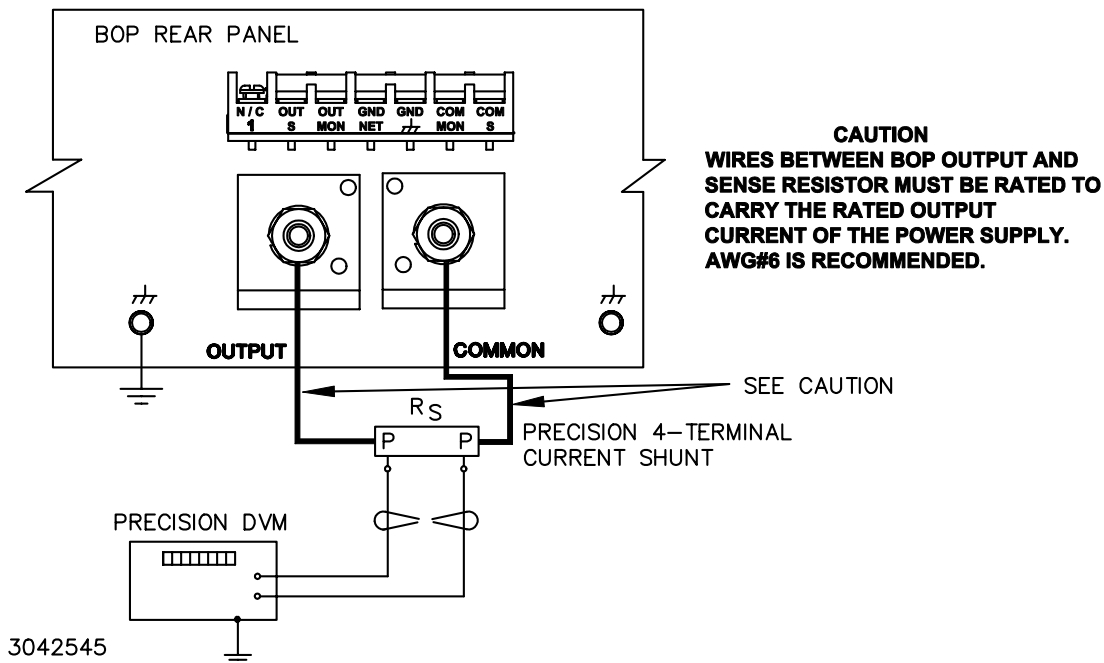 BOP REAR PANEL
N / C OUT OUT GND GND COM COM
1 S MON NET MON S
CAUTION
WIRES BETWEEN BOP OUTPUT AND
SENSE RESISTOR MUST BE RATED TO
CARRY THE RATED OUTPUT
CURRENT OF THE POWER SUPPLY.
AWG#6 IS RECOMMENDED.
OUTPUT COMMON
SEE CAUTION
RS
P P
PRECISION 4-TERMINAL
CURRENT SHUNT
PRECISION DVM
3042545